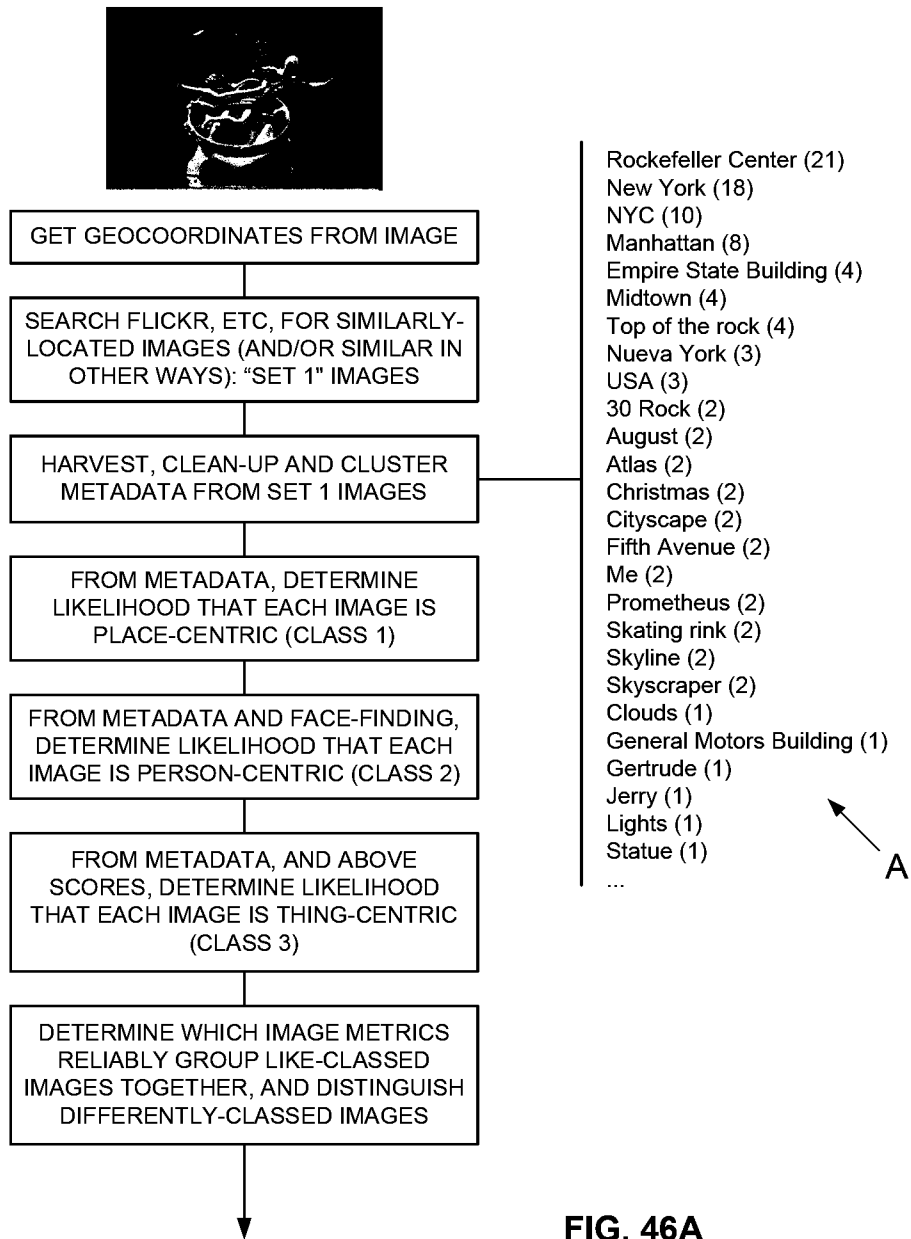 GET GEOCOORDINATES FROM IMAGE
SEARCH FLICKR, ETC, FOR SIMILARLY-
LOCATED IMAGES (AND/OR SIMILAR IN
OTHER WAYS): “SET 1" IMAGES
HARVEST, CLEAN-UP AND CLUSTER
METADATA FROM SET 1 IMAGES
FROM METADATA, DETERMINE
LIKELIHOOD THAT EACH IMAGE IS
PLACE-CENTRIC (CLASS 1)
FROM METADATA AND FACE-FINDING,
DETERMINE LIKELIHOOD THAT EACH
IMAGE IS PERSON-CENTRIC (CLASS 2)
FROM METADATA, AND ABOVE
SCORES, DETERMINE LIKELIHOOD
THAT EACH IMAGE IS THING-CENTRIC
(CLASS 3)
DETERMINE WHICH IMAGE METRICS
RELIABLY GROUP LIKE-CLASSED
IMAGES TOGETHER, AND DISTINGUISH
DIFFERENTLY-CLASSED IMAGES
Rockefeller Center (21)
New York (18)
NYC (10)
Manhattan (8)
Empire State Building (4)
Midtown (4)
Top of the rock (4)
Nueva York (3)
USA (3)
30 Rock (2)
August (2)
Atlas (2)
Christmas (2)
Cityscape (2)
Fifth Avenue (2)
Me (2)
Prometheus (2)
Skating rink (2)
Skyline (2)
Skyscraper (2)
Clouds (1)
General Motors Building (1)
Gertrude (1)
Jerry (1)
Lights (1)
Statue (1)
...
A
FIG. 46A